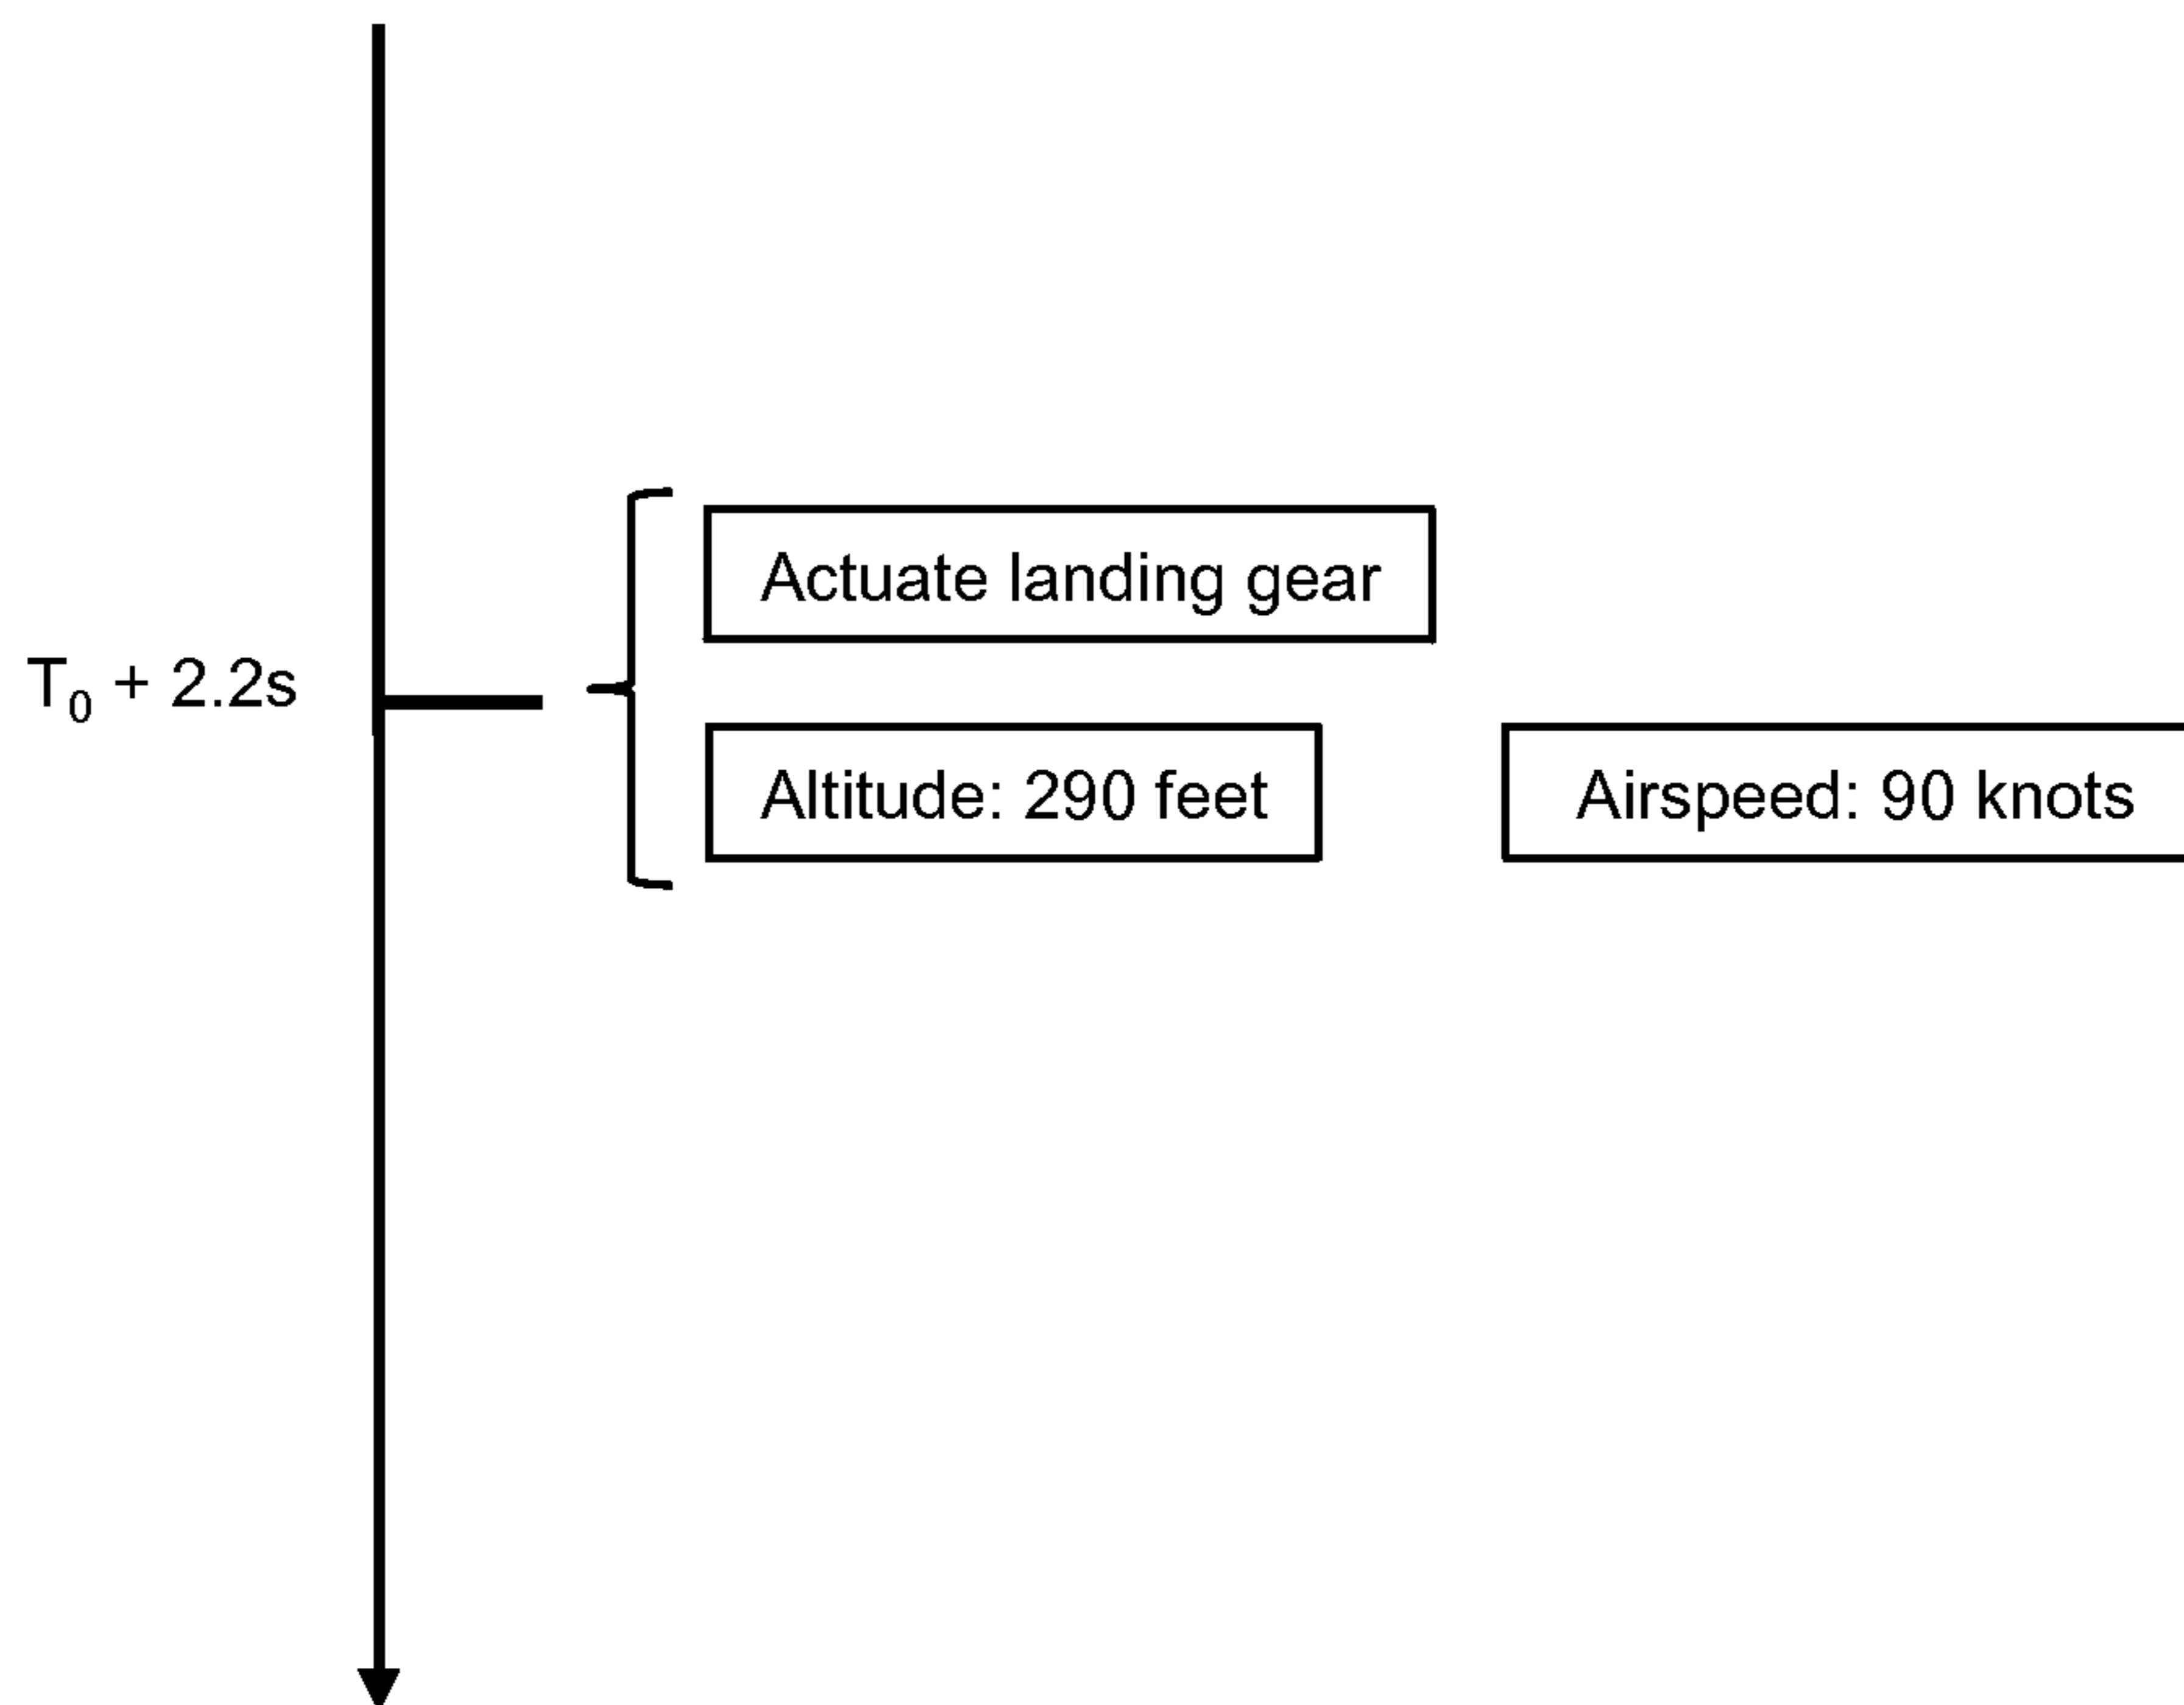 Actuate landing gear
T₀ + 2.2s
Altitude: 290 feet
Airspeed: 90 knots